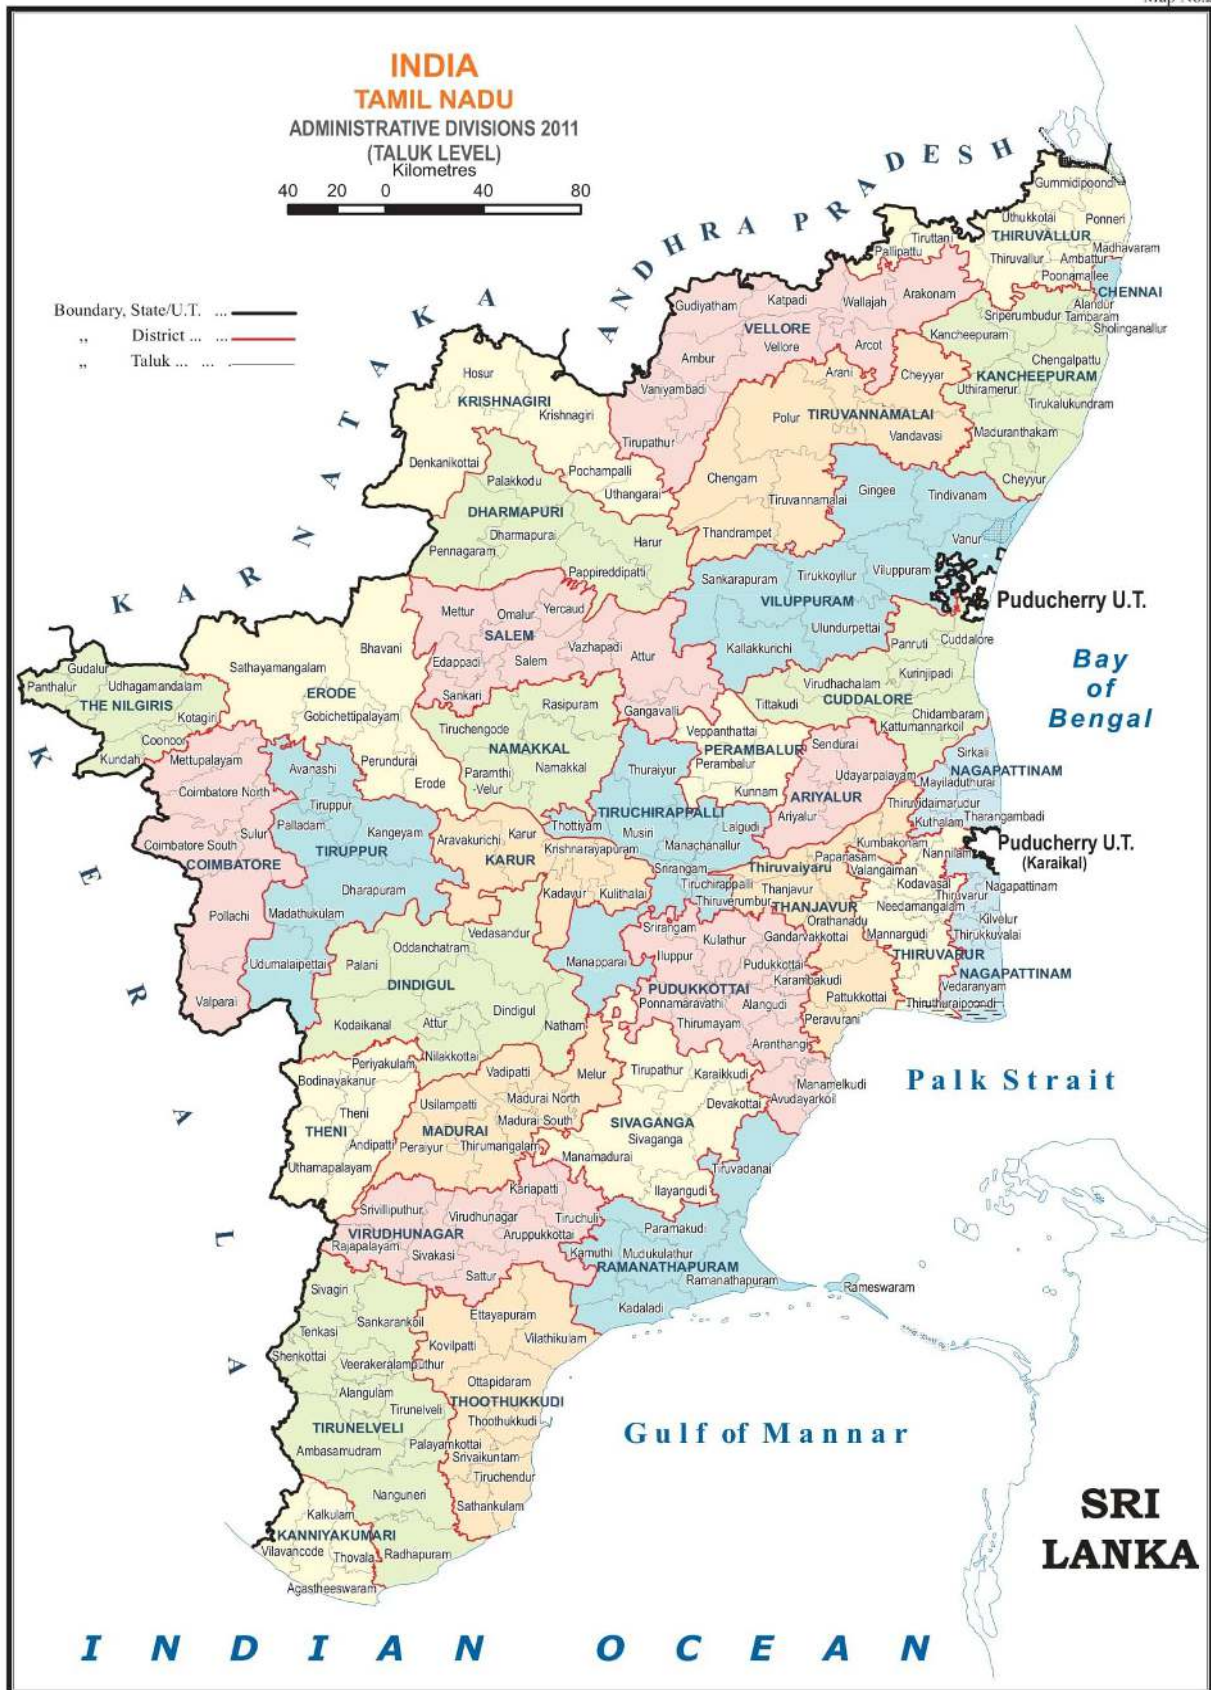 INDIA
TAMIL NADU
ADMINISTRATIVE DIVISIONS 2011
(TALUK LEVEL)
Kilometres
40 20 0 40 80
Boundary, State/U.T. ...
„ District ... ...
„ Taluk ... ... ...
ANDHRA PRADESH
KARNATAKA
KERALA
Gummidipoondi
Uthukkotai
Ponneri
THIRUVALLUR
Tiruttani
Pallipattu
Madhavaram
Thiruvallur
Ambattur
Poonamallee
CHENNAI
Alandur
Sriperumbudur
Tambaram
Sholinganallur
Kancheepuram
Chengalpattu
KANCHEEPURAM
Uthiramerur
Tirukalukundram
Maduranthakam
Cheyyur
Gudiyatham
Katpadi
Wallajah
Arakonam
VELLORE
Vellore
Arcot
Ambur
Vaniyambadi
Tirupathur
Arani
Cheyyar
Polur
TIRUVANNAMALAI
Vandavasi
Chengam
Tiruvannamalai
Thandrampet
Hosur
KRISHNAGIRI
Krishnagiri
Denkanikottai
Pochampalli
Uthangarai
Palakkodu
DHARMAPURI
Dharmapurai
Harur
Pennagaram
Pappireddipatti
Gingee
Tindivanam
Vanur
Sankarapuram
Tirukkoyilur
Viluppuram
VILUPPURAM
Ulundurpettai
Kallakkurichi
Puducherry U.T.
Bay
of
Bengal
Mettur
Omalur
Yercaud
SALEM
Vazhapadi
Edappadi
Salem
Attur
Sankari
Gangavalli
Panruti
Cuddalore
Kurinjipadi
Virudhachalam
CUDDALORE
Tittakudi
Chidambaram
Kattumannarkoil
Bhavani
Sathayamangalam
ERODE
Gobichettipalayam
Perundurai
Erode
Gudalur
Panthalur
Udhagamandalam
THE NILGIRIS
Kotagiri
Coonoor
Kundah
Rasipuram
Tiruchengode
NAMAKKAL
Paramthi
-Velur
Namakkal
Veppanthattai
PERAMBALUR
Perambalur
Kunnam
Sendurai
Udayarpalayam
ARIYALUR
Ariyalur
Sirkali
NAGAPATTINAM
Mayiladuthurai
Thiruvidaimarudur
Kuthalam
Tharangambadi
Puducherry U.T.
(Karaikal)
Mettupalayam
Coimbatore North
Sulur
Coimbatore South
COIMBATORE
Pollachi
Valparai
Avanashi
Tiruppur
Palladam
Kangeyam
TIRUPPUR
Dharapuram
Madathukulam
Udumalaipettai
Thuraiyur
TIRUCHIRAPPALLI
Thottiyam
Musiri
Lalgudi
Manachanallur
Srirangam
Tiruchirappalli
Thiruverumbur
Manapparai
Aravakurichi
Karur
Krishnarayapuram
KARUR
Kadavur
Kulithalai
Kumbakonam
Papanasam
Thiruvaiyaru
Thanjavur
THANJAVUR
Orathanadu
Pattukkottai
Peravurani
Nannilam
Valangaiman
Kodavasal
Thiruvarur
Needamangalam
Mannargudi
THIRUVARUR
Thiruthuraipoondi
Nagapattinam
Kilvelur
Thirukkuvalai
NAGAPATTINAM
Vedaranyam
Srirangam
Kulathur
Gandarvakkottai
Iluppur
Pudukkottai
Karambakudi
PUDUKKOTTAI
Ponnamaravathi
Alangudi
Thirumayam
Aranthangi
Manamelkudi
Avudayarkoil
Vedasandur
Oddanchatram
Palani
DINDIGUL
Dindigul
Kodaikanal
Attur
Natham
Nilakkottai
Periyakulam
Bodinayakanur
Theni
THENI
Andipatti
Uthamapalayam
Vadipatti
Melur
Usilampatti
Madurai North
Madurai South
MADURAI
Peraiyur
Thirumangalam
Tirupathur
Karaikkudi
Devakottai
SIVAGANGA
Sivaganga
Manamadurai
Ilayangudi
Palk Strait
Tiruvadanai
Paramakudi
Kamuthi
Mudukulathur
RAMANATHAPURAM
Ramanathapuram
Kadaladi
Rameswaram
Kariapatti
Srivilliputhur
Virudhunagar
Tiruchuli
VIRUDHUNAGAR
Aruppukkottai
Rajapalayam
Sivakasi
Sattur
Sivagiri
Sankarankoil
Tenkasi
Shenkottai
Veerakeralamputhur
Alangulam
Tirunelveli
TIRUNELVELI
Palayamkottai
Ambasamudram
Nanguneri
Radhapuram
Ettayapuram
Kovilpatti
Vilathikulam
Ottapidaram
THOOTHUKKUDI
Thoothukkudi
Srivaikuntam
Tiruchendur
Sathankulam
Kalkulam
KANNIYAKUMARI
Vilavancode
Thovala
Agastheeswaram
Gulf of Mannar
SRI
LANKA
INDIAN OCEAN